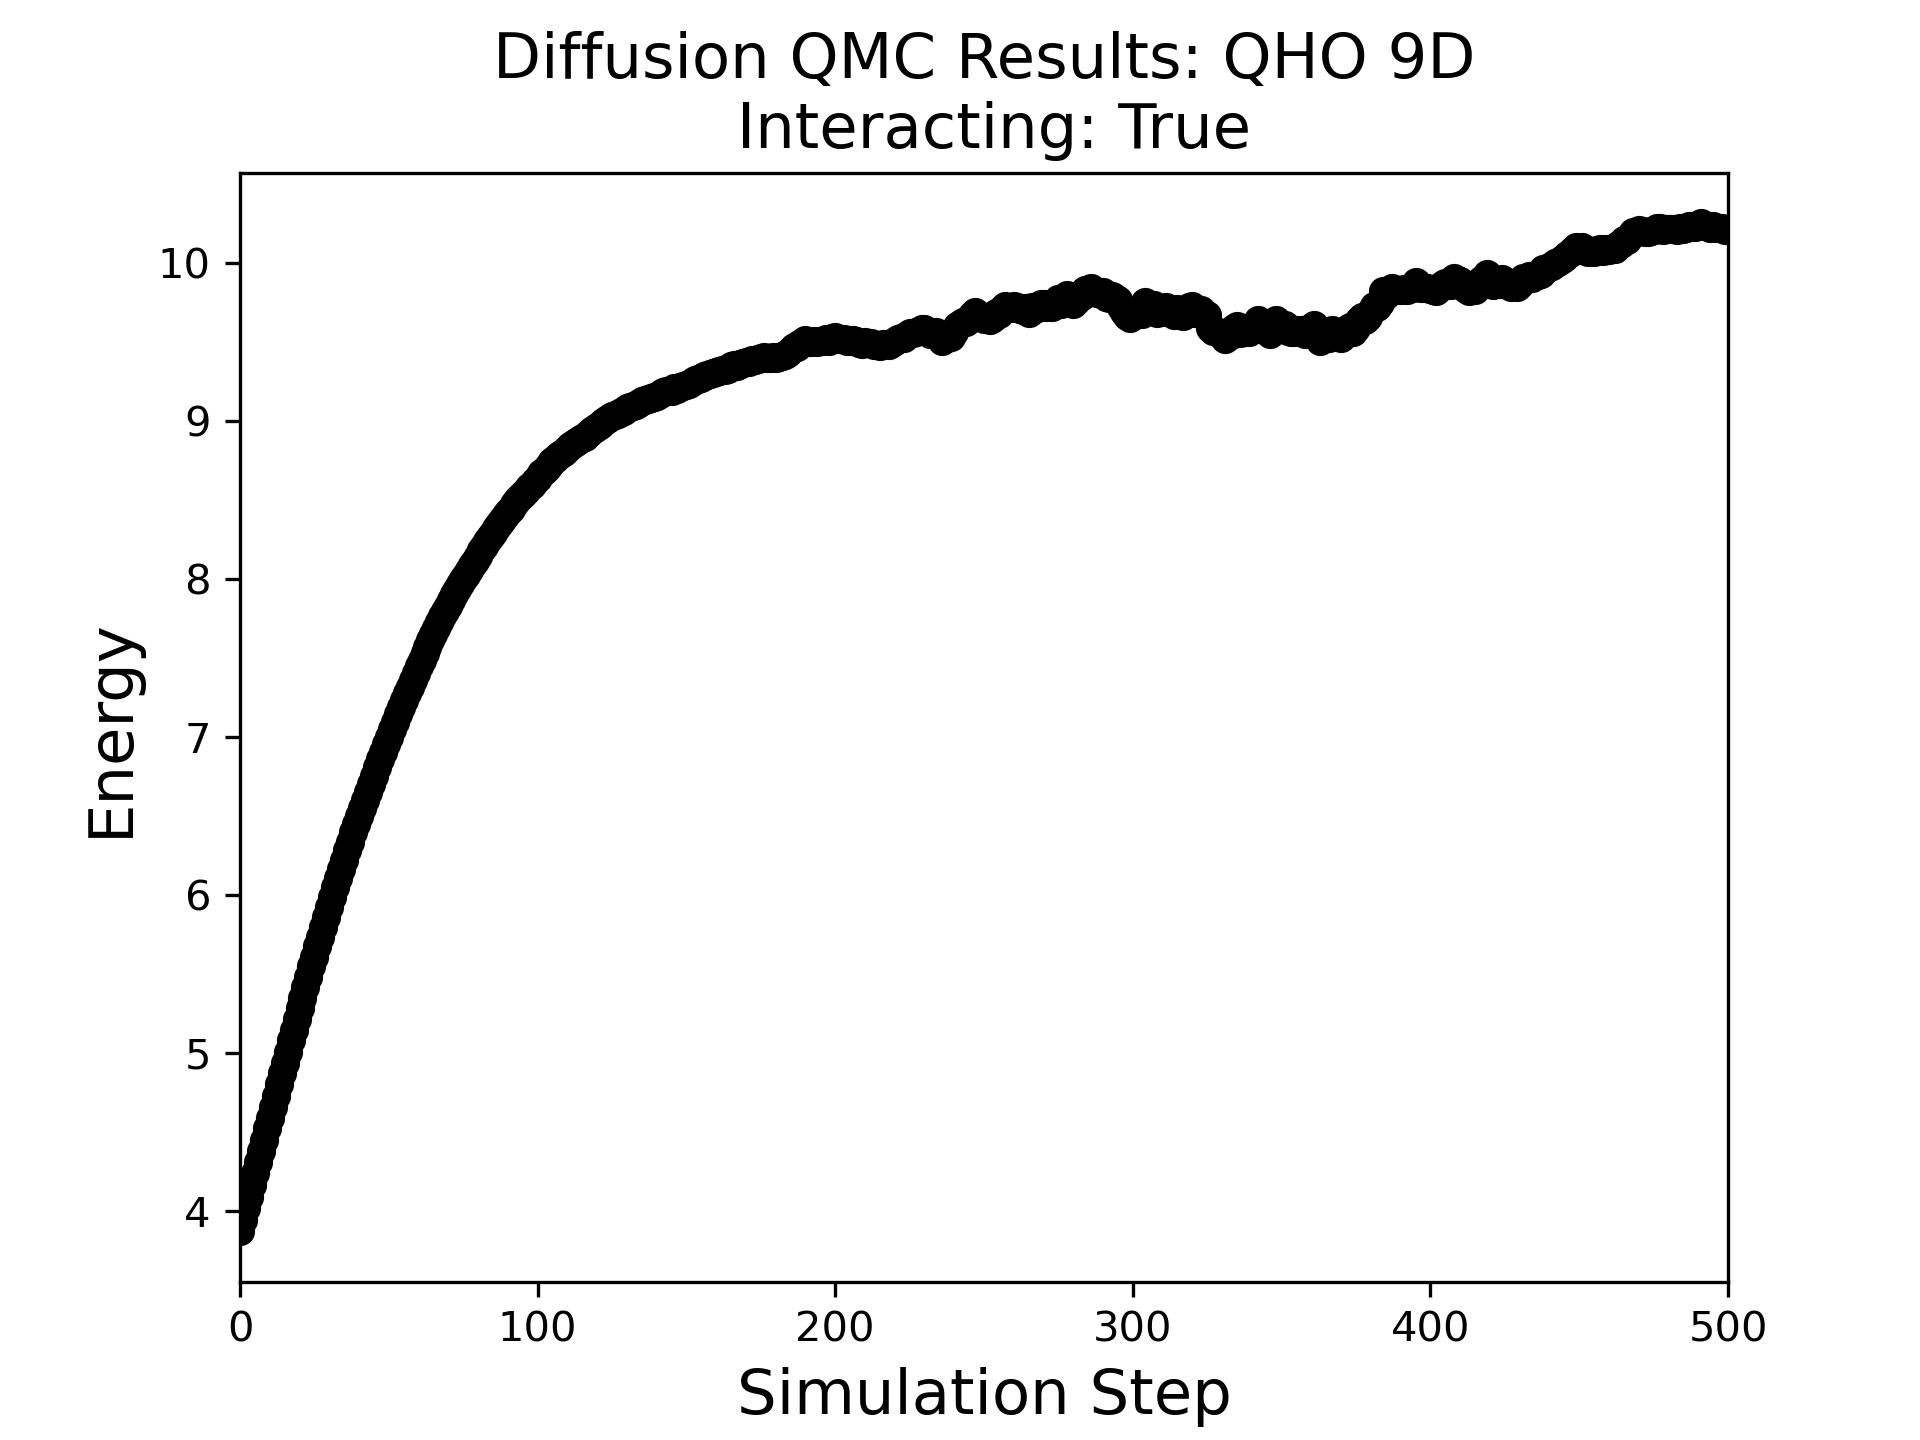 Diffusion QMC Results: QHO 9D
Interacting: True
10
9
8
7
6
5
4
Energy
0 100 200 300 400 500
Simulation Step